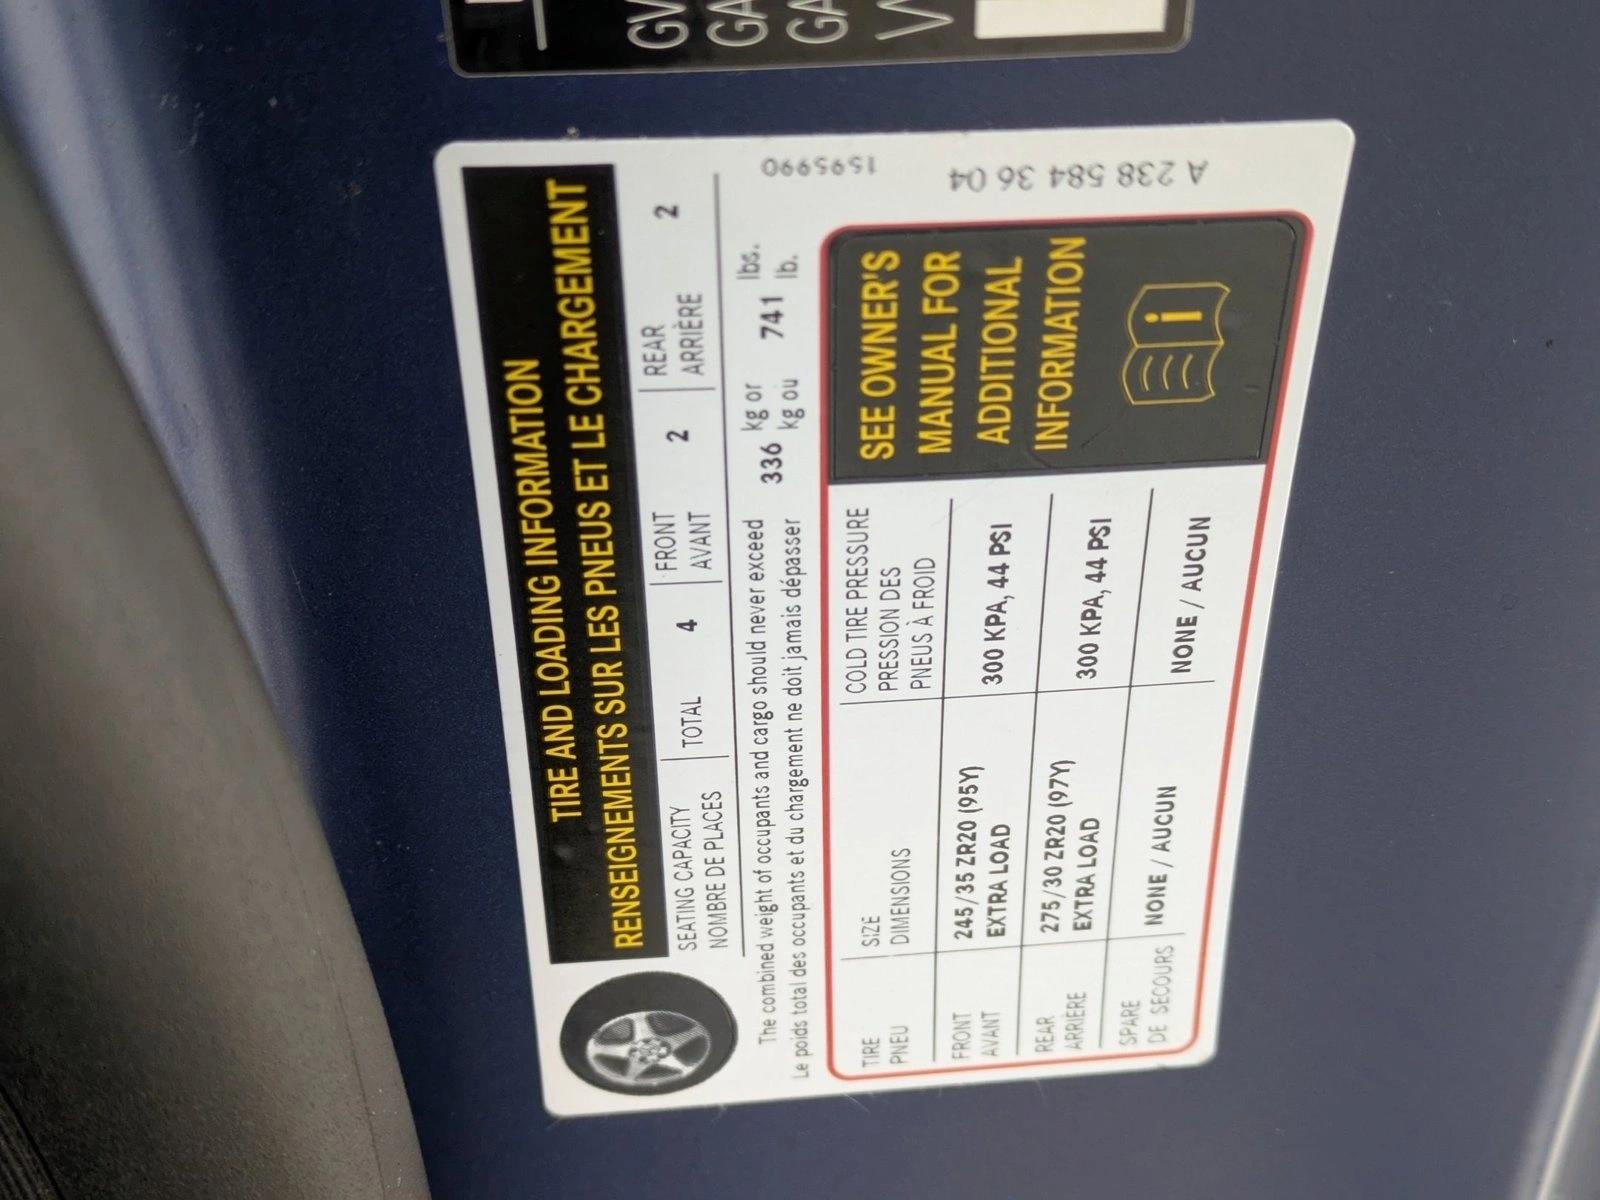 GV
GA
GA
TIRE AND LOADING INFORMATION
RENSEIGNEMENTS SUR LES PNEUS ET LE CHARGEMENT
SEATING CAPACITY
NOMBRE DE PLACES
TOTAL 4
FRONT
AVANT
2
REAR
ARRIÈRE
2
The combined weight of occupants and cargo should never exceed 336 kg or 741 lbs.
Le poids total des occupants et du chargement ne doit jamais dépasser kg ou lb.
TIRE
PNEU
SIZE
DIMENSIONS
COLD TIRE PRESSURE
PRESSION DES
PNEUS À FROID
FRONT
AVANT
245/35 ZR20 (95Y)
EXTRA LOAD
300 KPA, 44 PSI
REAR
ARRIÈRE
275/30 ZR20 (97Y)
EXTRA LOAD
300 KPA, 44 PSI
SPARE
DE SECOURS
NONE / AUCUN
NONE / AUCUN
SEE OWNER'S
MANUAL FOR
ADDITIONAL
INFORMATION
i
1595990
A 238 584 36 04